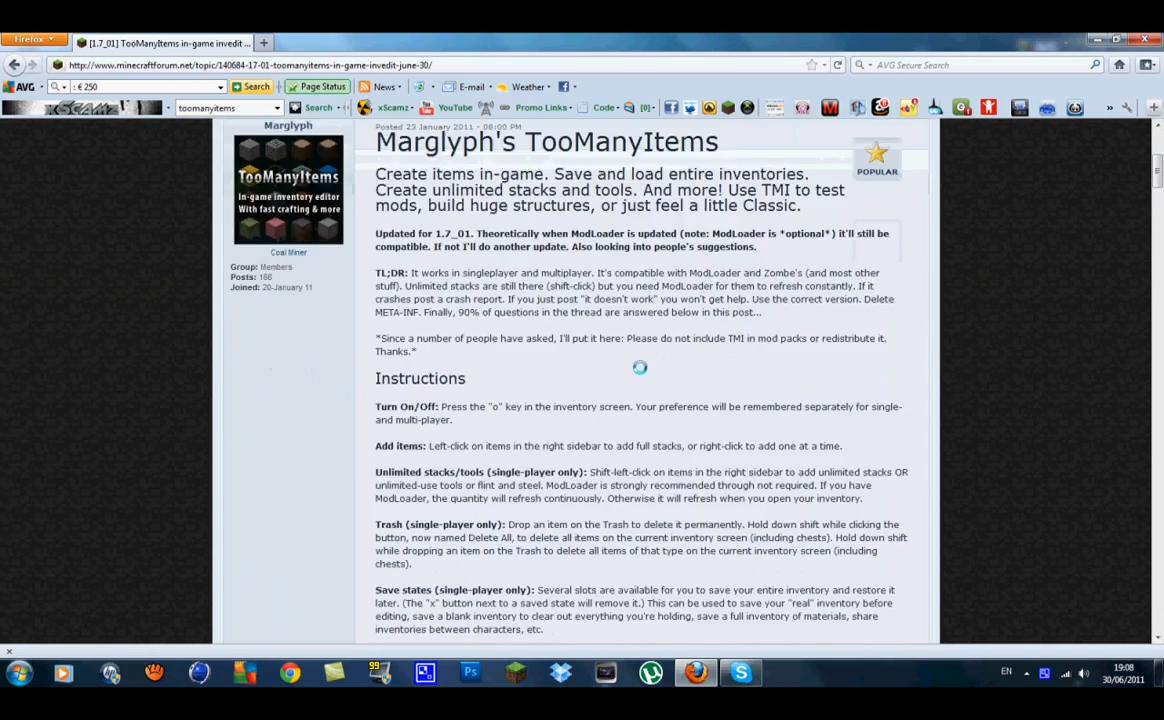 Firefox
[1.7_01] TooManyItems in-game invedit ...
http://www.minecraftforum.net/topic/140684-17-01-toomanyitems-in-game-invedit-june-30/
AVG Secure Search
AVG
: € 250
Search
Page Status
News
E-mail
Weather
toomanyitems
Search
xScamz
YouTube
Promo Links
Code
[0]
Marglyph
Posted 23 January 2011 - 08:00 PM
Marglyph's TooManyItems
POPULAR
TooManyItems
In-game inventory editor
With fast crafting & more
Coal Miner
Group: Members
Posts: 166
Joined: 20-January 11
Create items in-game. Save and load entire inventories.
Create unlimited stacks and tools. And more! Use TMI to test
mods, build huge structures, or just feel a little Classic.
Updated for 1.7_01. Theoretically when ModLoader is updated (note: ModLoader is *optional*) it'll still be
compatible. If not I'll do another update. Also looking into people's suggestions.
TL;DR: It works in singleplayer and multiplayer. It's compatible with ModLoader and Zombe's (and most other
stuff). Unlimited stacks are still there (shift-click) but you need ModLoader for them to refresh constantly. If it
crashes post a crash report. If you just post "it doesn't work" you won't get help. Use the correct version. Delete
META-INF. Finally, 90% of questions in the thread are answered below in this post...
*Since a number of people have asked, I'll put it here: Please do not include TMI in mod packs or redistribute it.
Thanks.*
Instructions
Turn On/Off: Press the "o" key in the inventory screen. Your preference will be remembered separately for single-
and multi-player.
Add items: Left-click on items in the right sidebar to add full stacks, or right-click to add one at a time.
Unlimited stacks/tools (single-player only): Shift-left-click on items in the right sidebar to add unlimited stacks OR
unlimited-use tools or flint and steel. ModLoader is strongly recommended through not required. If you have
ModLoader, the quantity will refresh continuously. Otherwise it will refresh when you open your inventory.
Trash (single-player only): Drop an item on the Trash to delete it permanently. Hold down shift while clicking the
button, now named Delete All, to delete all items on the current inventory screen (including chests). Hold down shift
while dropping an item on the Trash to delete all items of that type on the current inventory screen (including
chests).
Save states (single-player only): Several slots are available for you to save your entire inventory and restore it
later. (The "x" button next to a saved state will remove it.) This can be used to save your "real" inventory before
editing, save a blank inventory to clear out everything you're holding, save a full inventory of materials, share
inventories between characters, etc.
99
Ps
EN
19:08
30/06/2011